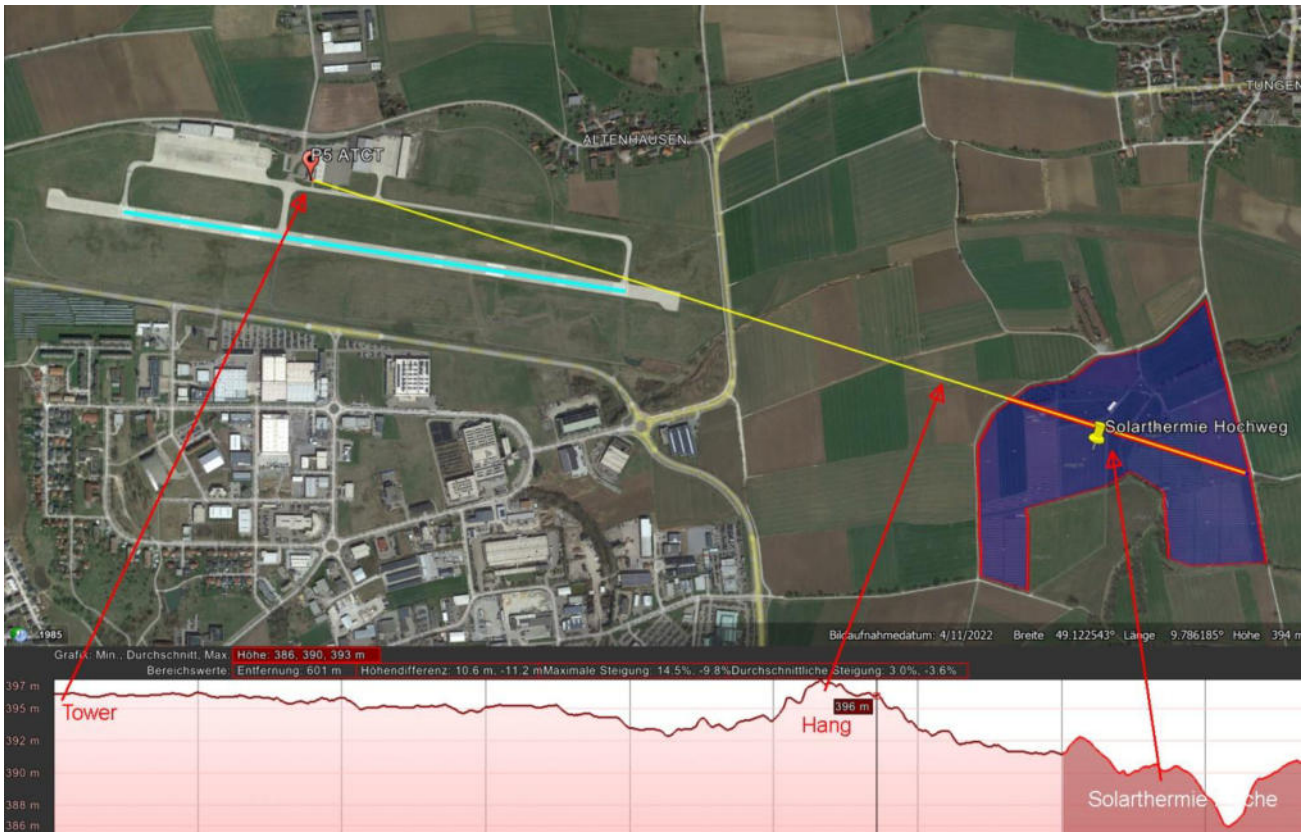 TÜNGEN
ALTENHAUSEN
P5 ATCT
Solarthermie Hochweg
1985
Bildaufnahmedatum: 4/11/2022 Breite 49.122543° Länge 9.786185° Höhe 394 m
Grafik: Min., Durchschnitt, Max. Höhe: 386, 390, 393 m
Bereichswerte: Entfernung: 601 m Höhendifferenz: 10.6 m, -11.2 m Maximale Steigung: 14.5%, -9.8% Durchschnittliche Steigung: 3.0%, -3.6%
397 m
Tower
395 m
396 m
Hang
392 m
390 m
388 m
Solarthermie
386 m